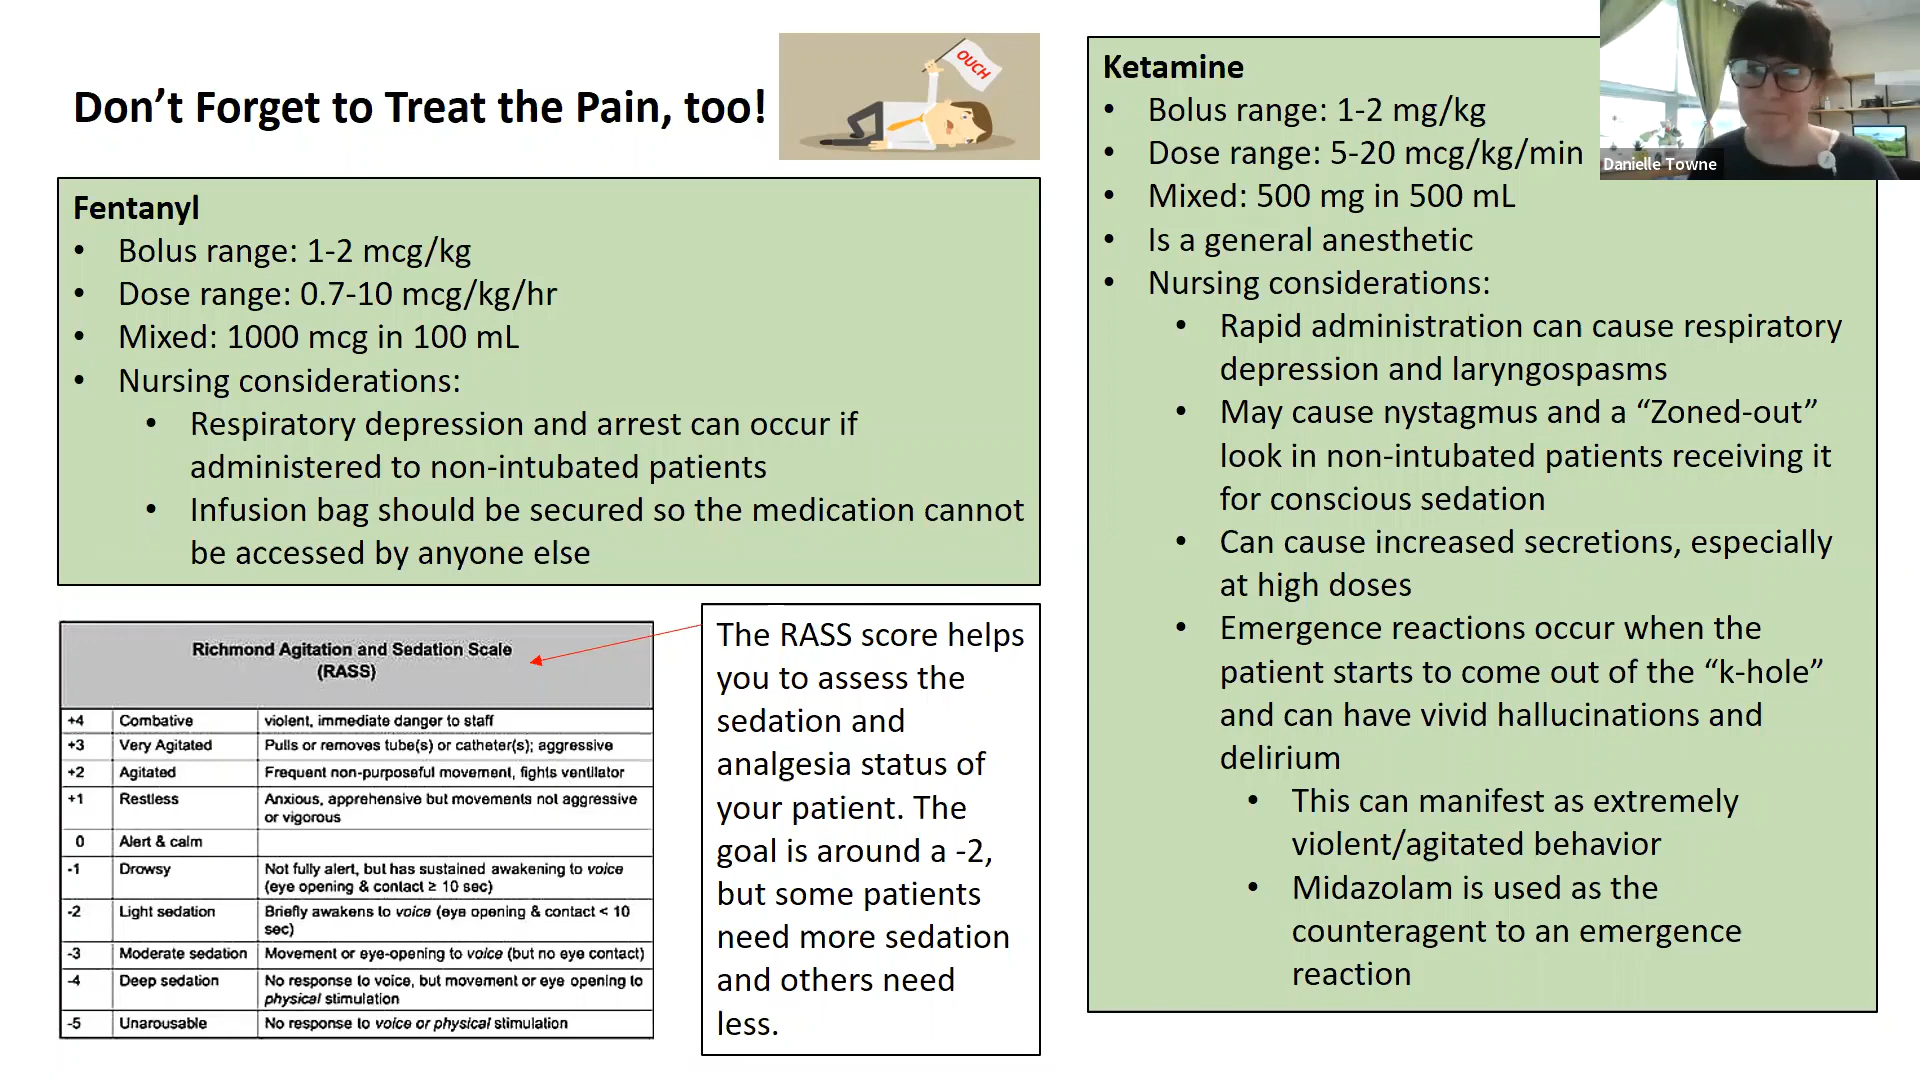 Don’t Forget to Treat the Pain, too!
OUCH
Fentanyl
• Bolus range: 1-2 mcg/kg
• Dose range: 0.7-10 mcg/kg/hr
• Mixed: 1000 mcg in 100 mL
• Nursing considerations:
• Respiratory depression and arrest can occur if
administered to non-intubated patients
• Infusion bag should be secured so the medication cannot
be accessed by anyone else
Richmond Agitation and Sedation Scale
(RASS)
+4 Combative violent, immediate danger to staff
+3 Very Agitated Pulls or removes tube(s) or catheter(s); aggressive
+2 Agitated Frequent non-purposeful movement, fights ventilator
+1 Restless Anxious, apprehensive but movements not aggressive
or vigorous
0 Alert & calm
-1 Drowsy Not fully alert, but has sustained awakening to voice
(eye opening & contact ≥ 10 sec)
-2 Light sedation Briefly awakens to voice (eye opening & contact < 10
sec)
-3 Moderate sedation Movement or eye-opening to voice (but no eye contact)
-4 Deep sedation No response to voice, but movement or eye opening to
physical stimulation
-5 Unarousable No response to voice or physical stimulation
The RASS score helps
you to assess the
sedation and
analgesia status of
your patient. The
goal is around a -2,
but some patients
need more sedation
and others need
less.
Ketamine
• Bolus range: 1-2 mg/kg
• Dose range: 5-20 mcg/kg/min
• Mixed: 500 mg in 500 mL
• Is a general anesthetic
• Nursing considerations:
• Rapid administration can cause respiratory
depression and laryngospasms
• May cause nystagmus and a “Zoned-out”
look in non-intubated patients receiving it
for conscious sedation
• Can cause increased secretions, especially
at high doses
• Emergence reactions occur when the
patient starts to come out of the “k-hole”
and can have vivid hallucinations and
delirium
• This can manifest as extremely
violent/agitated behavior
• Midazolam is used as the
counteragent to an emergence
reaction
Danielle Towne